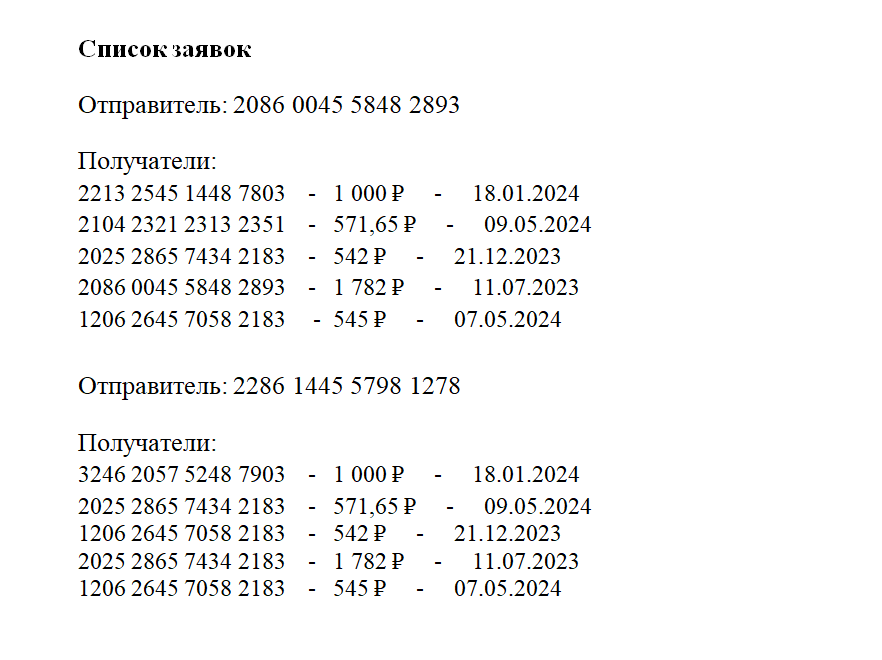 Список заявок
Отправитель: 2086 0045 5848 2893
Получатели:
2213 2545 1448 7803 - 1 000 ₽ - 18.01.2024
2104 2321 2313 2351 - 571,65 ₽ - 09.05.2024
2025 2865 7434 2183 - 542 ₽ - 21.12.2023
2086 0045 5848 2893 - 1 782 ₽ - 11.07.2023
1206 2645 7058 2183 - 545 ₽ - 07.05.2024
Отправитель: 2286 1445 5798 1278
Получатели:
3246 2057 5248 7903 - 1 000 ₽ - 18.01.2024
2025 2865 7434 2183 - 571,65 ₽ - 09.05.2024
1206 2645 7058 2183 - 542 ₽ - 21.12.2023
2025 2865 7434 2183 - 1 782 ₽ - 11.07.2023
1206 2645 7058 2183 - 545 ₽ - 07.05.2024